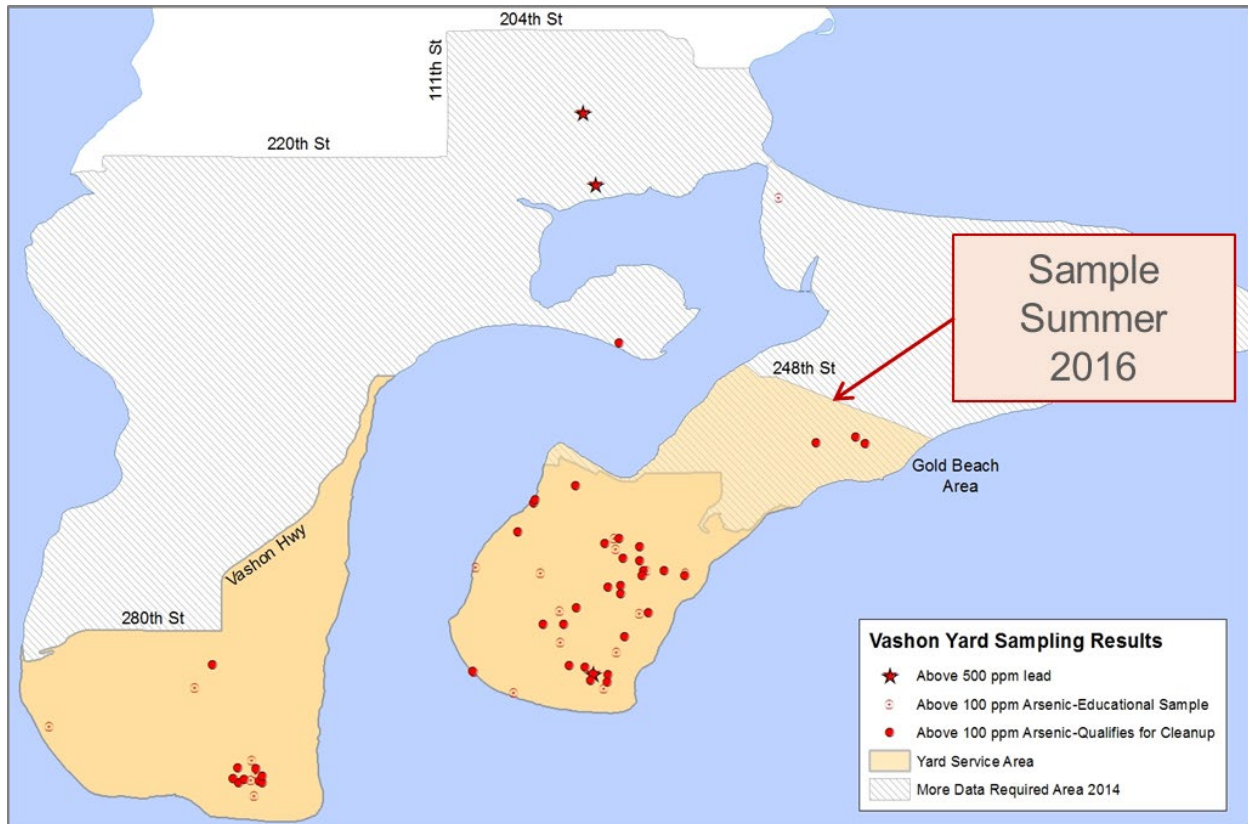 204th St
111th St
220th St
Sample
Summer
2016
248th St
Gold Beach
Area
Vashon Hwy
280th St
Vashon Yard Sampling Results
Above 500 ppm lead
Above 100 ppm Arsenic-Educational Sample
Above 100 ppm Arsenic-Qualifies for Cleanup
Yard Service Area
More Data Required Area 2014